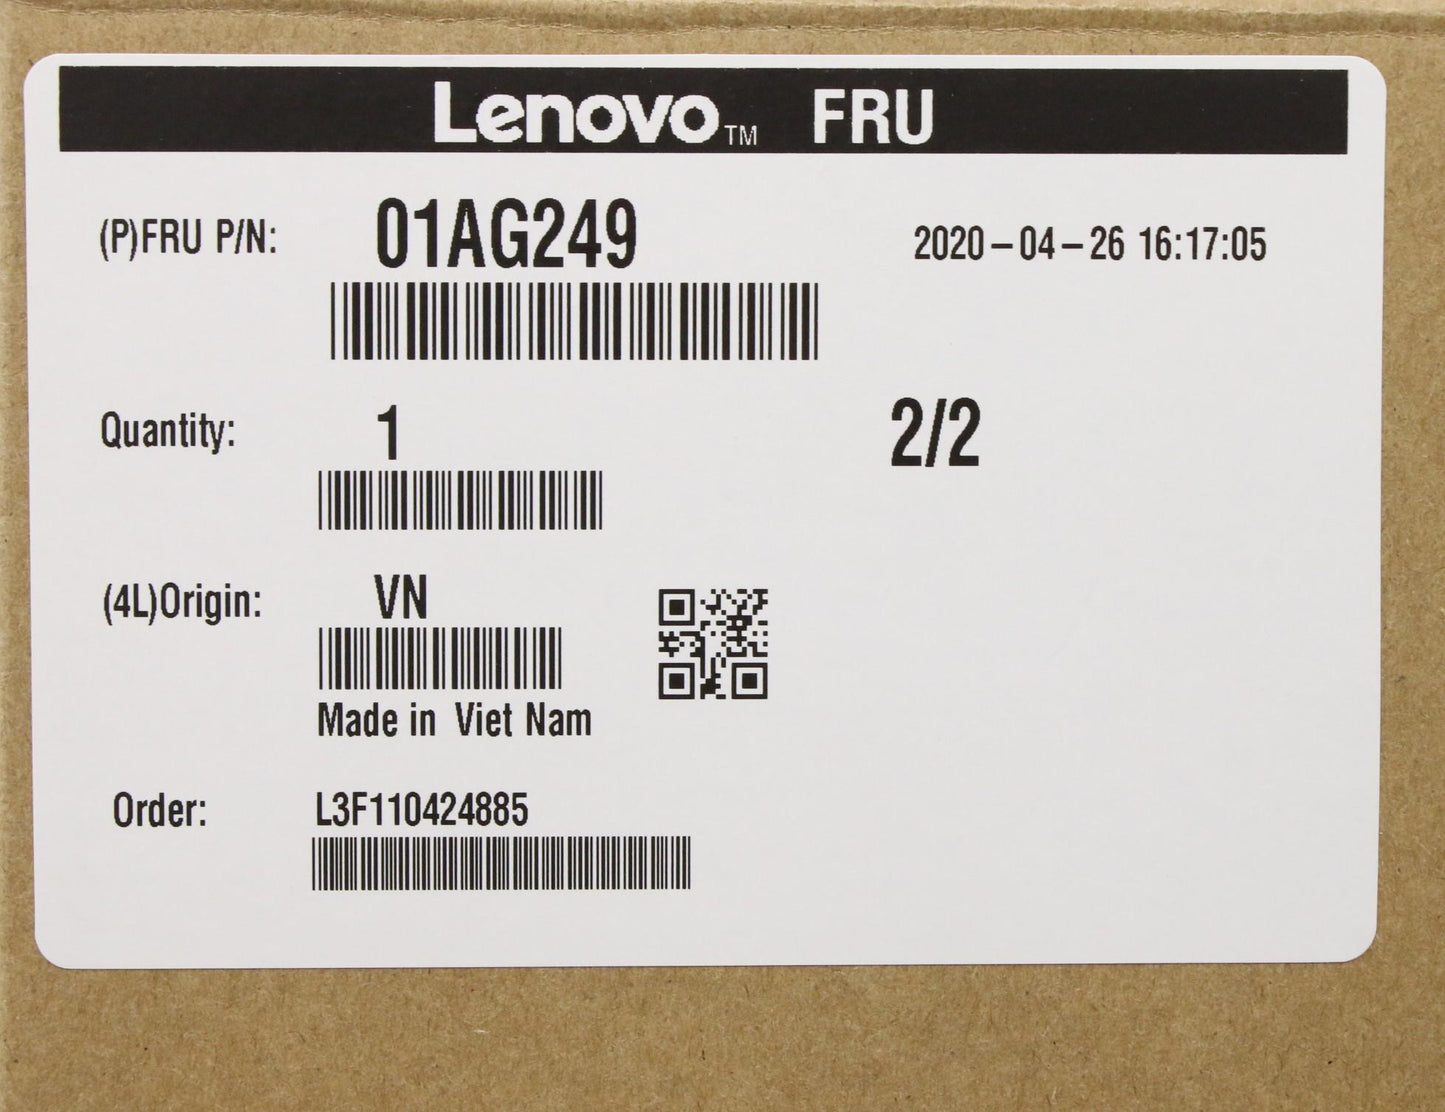 Lenovo™ FRU
(P)FRU P/N: 01AG249 2020-04-26 16:17:05
Quantity: 1 2/2
(4L)Origin: VN
Made in Viet Nam
Order: L3F110424885